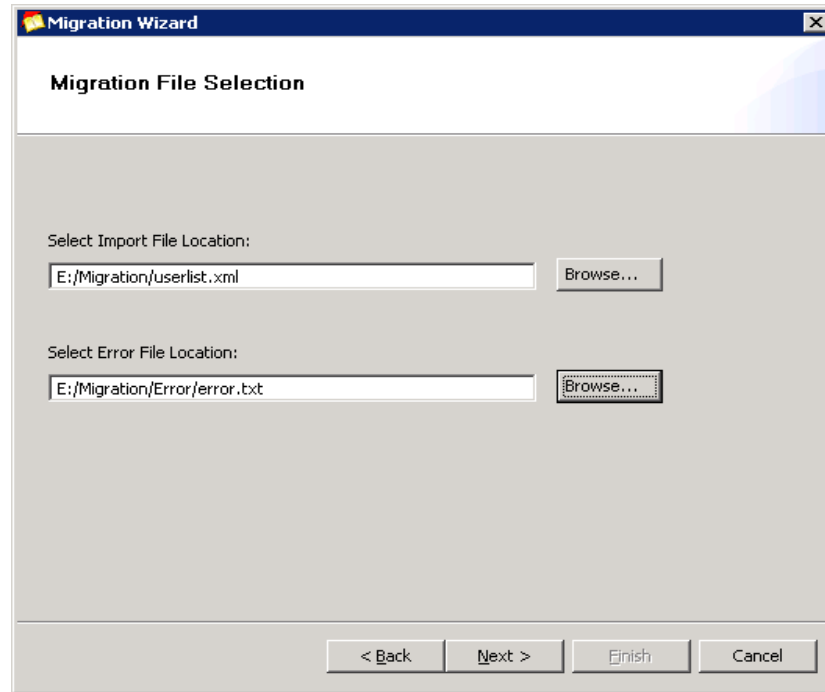 Migration Wizard
Migration File Selection
Select Import File Location:
E:/Migration/userlist.xml Browse...
Select Error File Location:
E:/Migration/Error/error.txt Browse...
< Back Next > Finish Cancel